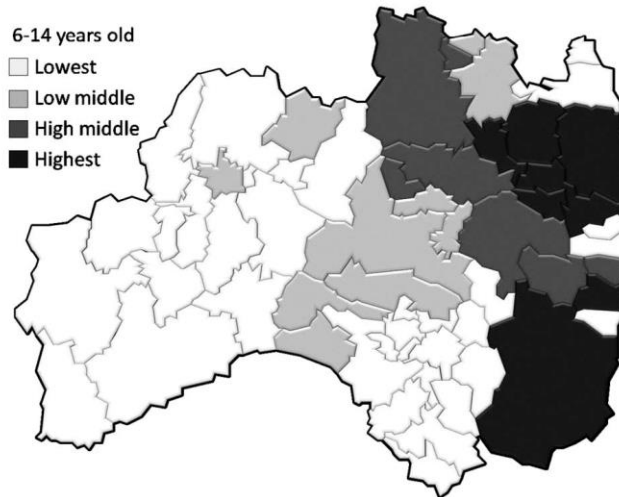 6-14 years old
Lowest
Low middle
High middle
Highest